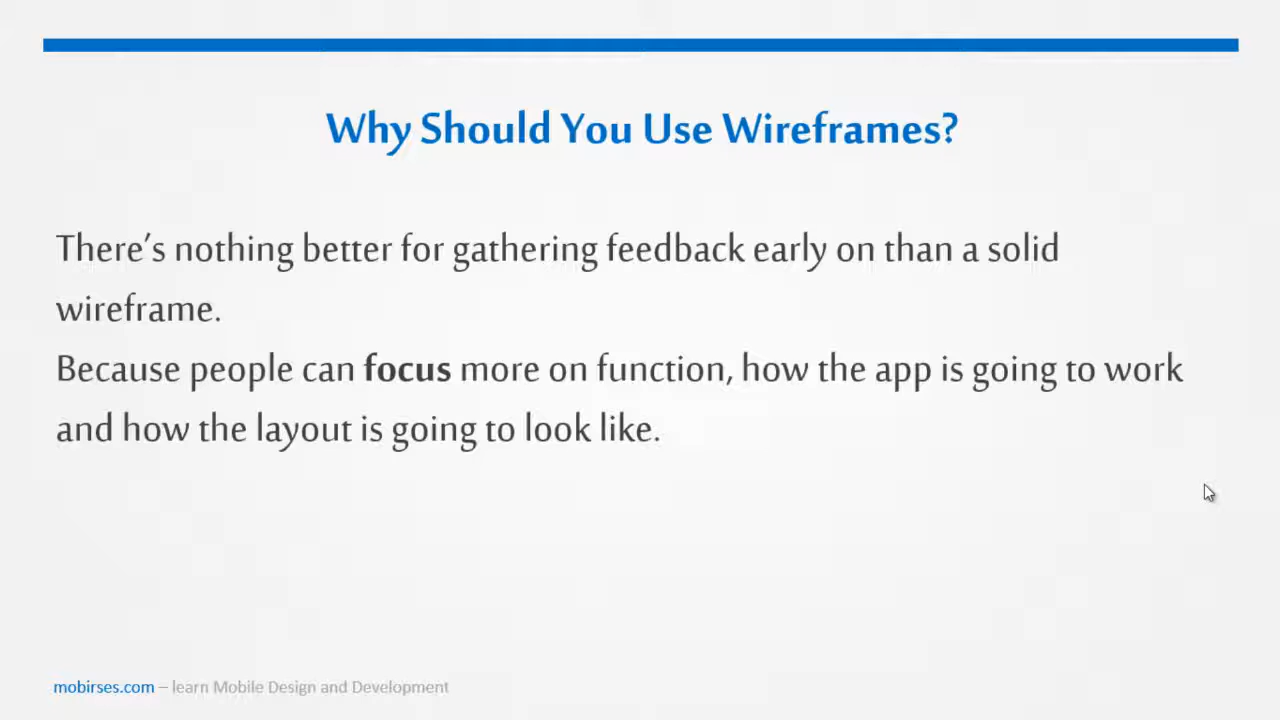 Why Should You Use Wireframes?
There’s nothing better for gathering feedback early on than a solid
wireframe.
Because people can focus more on function, how the app is going to work
and how the layout is going to look like.
mobirses.com – learn Mobile Design and Development